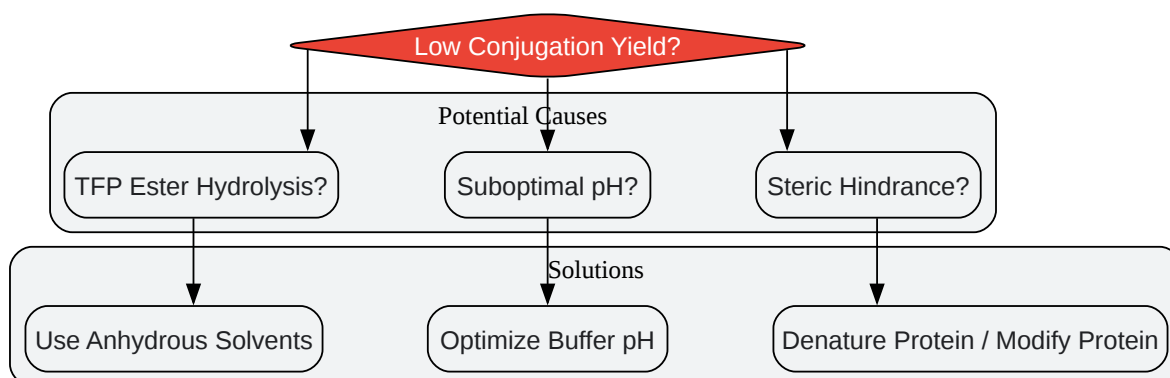 Low Conjugation Yield?
Potential Causes
TFP Ester Hydrolysis?
Suboptimal pH?
Steric Hindrance?
Solutions
Use Anhydrous Solvents
Optimize Buffer pH
Denature Protein / Modify Protein